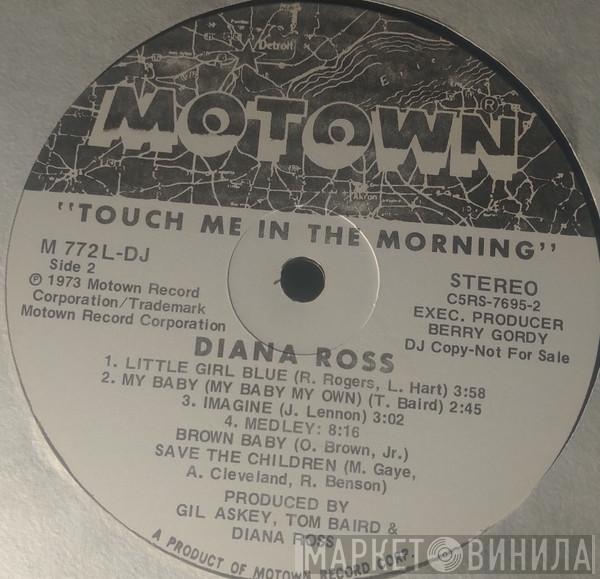 Detroit
Erie
MOTOWN®
Akron
"TOUCH ME IN THE MORNING"
M 772L-DJ
Side 2
℗ 1973 Motown Record
Corporation/Trademark
Motown Record Corporation
STEREO
C5RS-7695-2
EXEC. PRODUCER
BERRY GORDY
DJ Copy-Not For Sale
DIANA ROSS
1. LITTLE GIRL BLUE (R. Rogers, L. Hart) 3:58
2. MY BABY (MY BABY MY OWN) (T. Baird) 2:45
3. IMAGINE (J. Lennon) 3:02
4. MEDLEY: 8:16
BROWN BABY (O. Brown, Jr.)
SAVE THE CHILDREN (M. Gaye,
A. Cleveland, R. Benson)
PRODUCED BY
GIL ASKEY, TOM BAIRD &
DIANA ROSS
A PRODUCT OF MOTOWN RECORD CORP.
МАРКЕТ ВИНИЛА